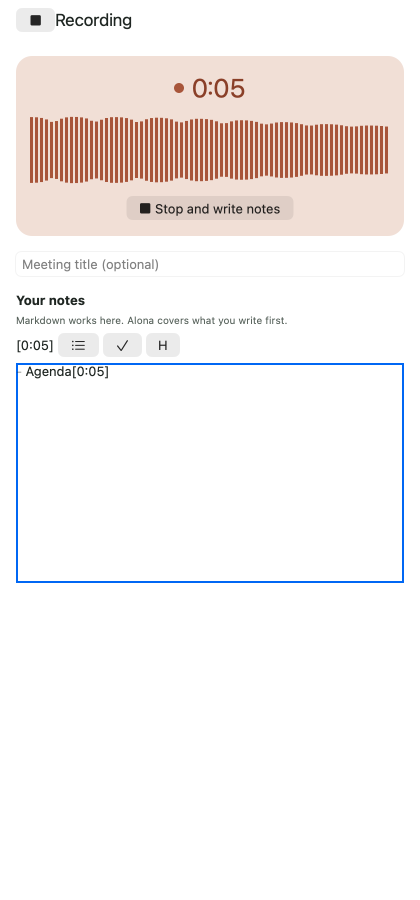 Recording
0:05
Stop and write notes
Meeting title (optional)
Your notes
Markdown works here. Alona covers what you write first.
[0:05] H
- Agenda[0:05]